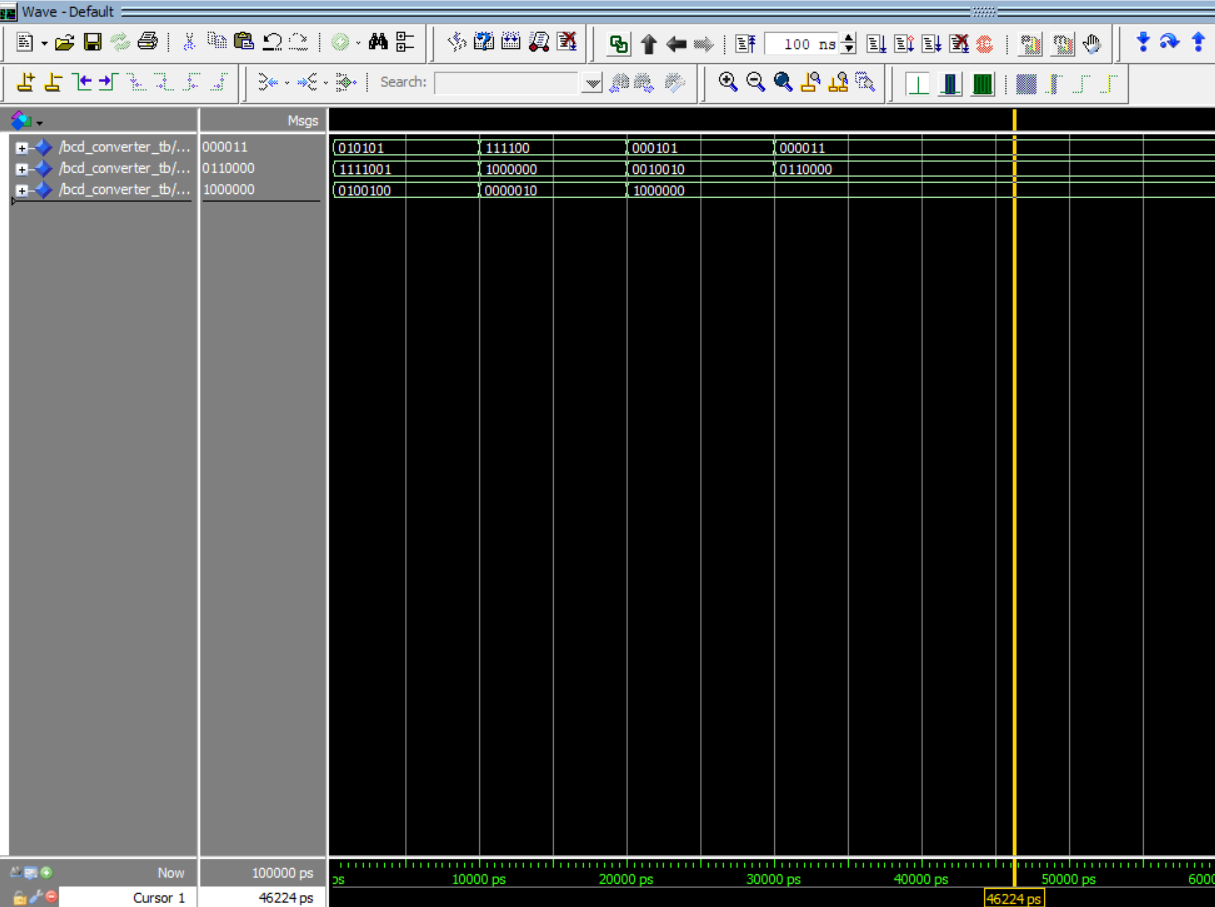 Wave - Default
100 ns
Search:
Msgs
/bcd_converter_tb/... 000011 010101 111100 000101 000011
/bcd_converter_tb/... 0110000 1111001 1000000 0010010 0110000
/bcd_converter_tb/... 1000000 0100100 0000010 1000000
Now 100000 ps ps 10000 ps 20000 ps 30000 ps 40000 ps 50000 ps 6000
Cursor 1 46224 ps 46224 ps